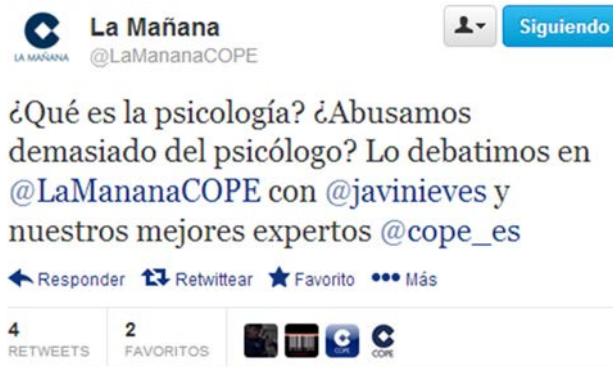 La Mañana
LA MAÑANA
@LaMananaCOPE
Siguiendo
¿Qué es la psicología? ¿Abusamos
demasiado del psicólogo? Lo debatimos en
@LaMananaCOPE con @javinieves y
nuestros mejores expertos @cope_es
Responder Retwittear Favorito Más
4 2
RETWEETS FAVORITOS
COPE COPE